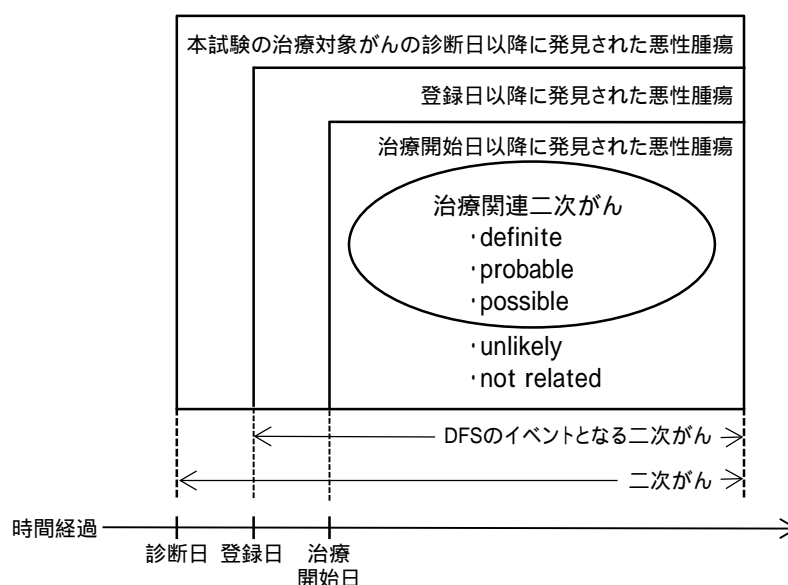 本試験の治療対象がんの診断日以降に発見された悪性腫瘍
登録日以降に発見された悪性腫瘍
治療開始日以降に発見された悪性腫瘍
治療関連二次がん
・definite
・probable
・possible
・unlikely
・not related
DFSのイベントとなる二次がん
二次がん
時間経過
診断日 登録日 治療
開始日